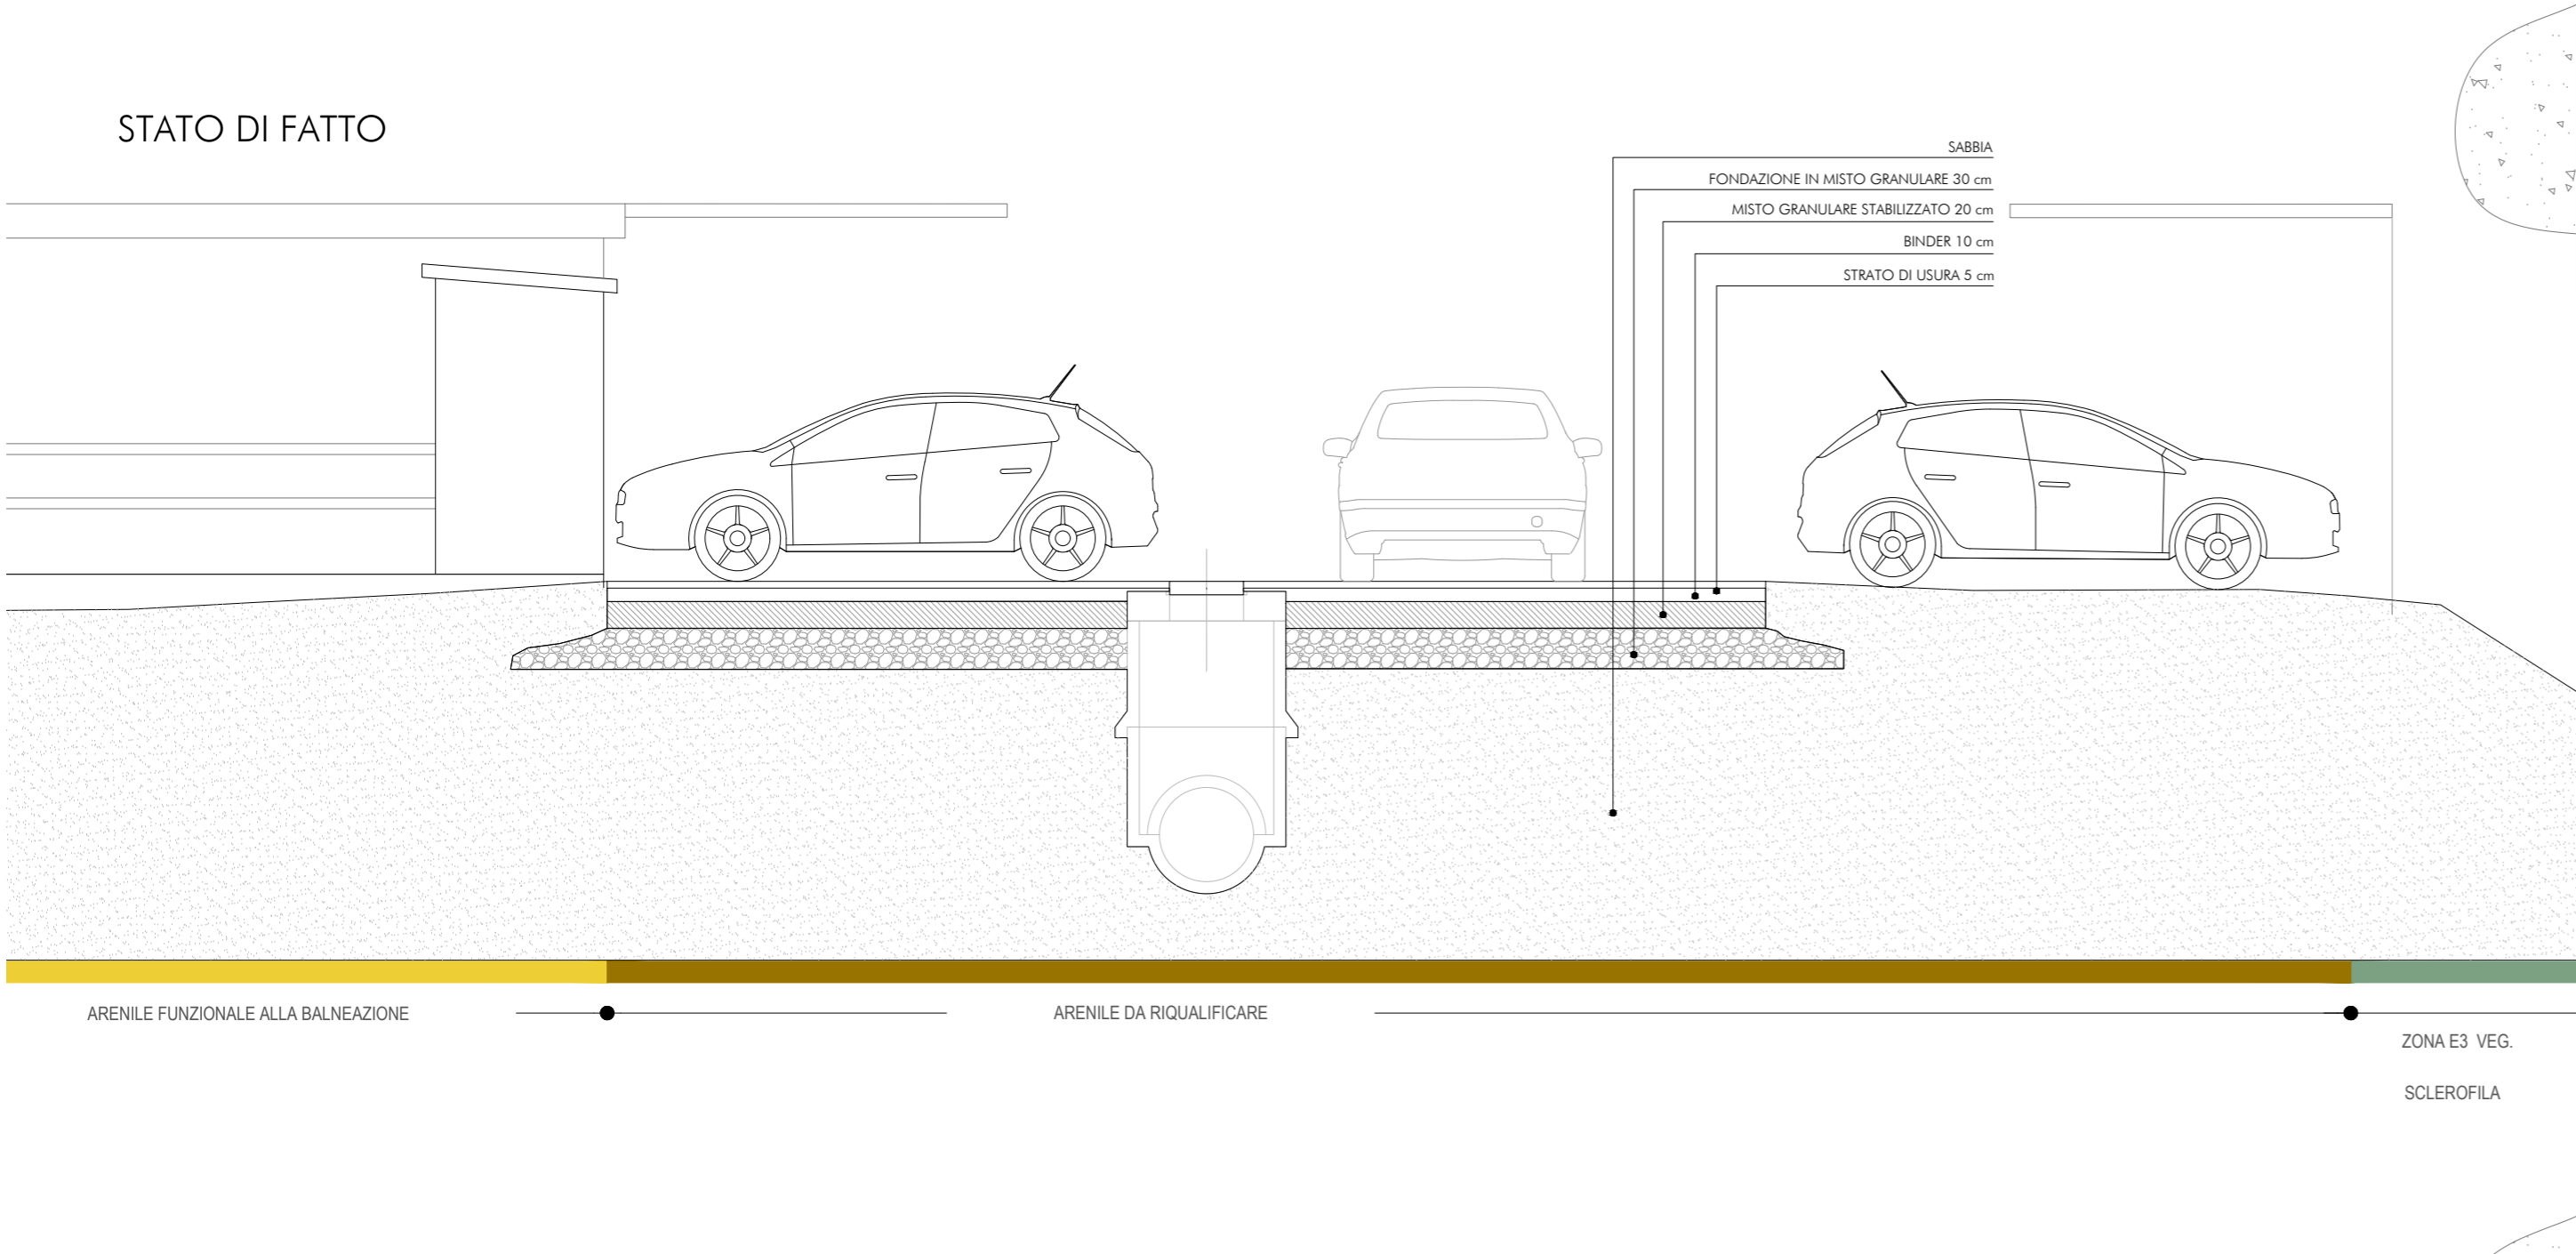 STATO DI FATTO
SABBIA
FONDAZIONE IN MISTO GRANULARE 30 cm
MISTO GRANULARE STABILIZZATO 20 cm
BINDER 10 cm
STRATO DI USURA 5 cm
ARENILE FUNZIONALE ALLA BALNEAZIONE
ARENILE DA RIQUALIFICARE
ZONA E3 VEG.
SCLEROFILA